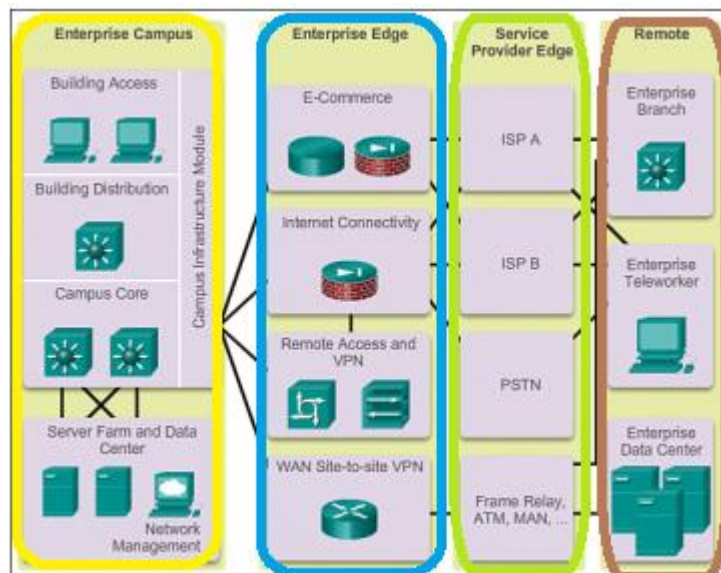 Enterprise Campus
Building Access
Building Distribution
Campus Core
Campus Infrastructure Module
Server Farm and Data
Center
Network
Management
Enterprise Edge
E-Commerce
Internet Connectivity
Remote Access and
VPN
WAN Site-to-site VPN
Service
Provider Edge
ISP A
ISP B
PSTN
Frame Relay,
ATM, MAN, ...
Remote
Enterprise
Branch
Enterprise
Teleworker
Enterprise
Data Center